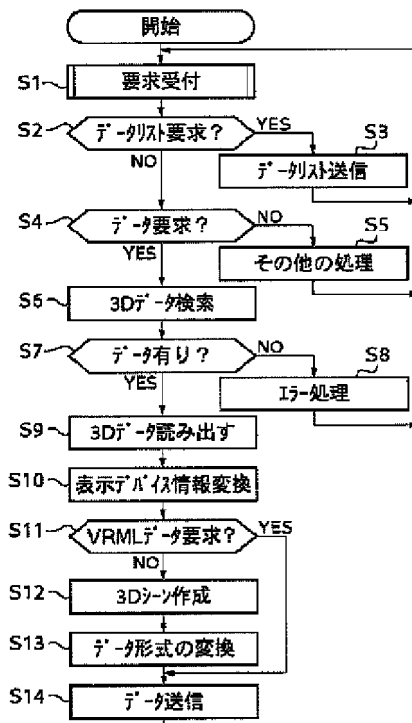 開始
S1 要求受付
S2 データリスト要求? YES S3
NO データリスト送信
S4 データ要求? NO S5
YES その他の処理
S6 3Dデータ検索
S7 データ有り? NO S8
YES エラー処理
S9 3Dデータ読み出す
S10 表示デバイス情報変換
S11 VRMLデータ要求? YES
NO
S12 3Dシーン作成
S13 データ形式の変換
S14 データ送信